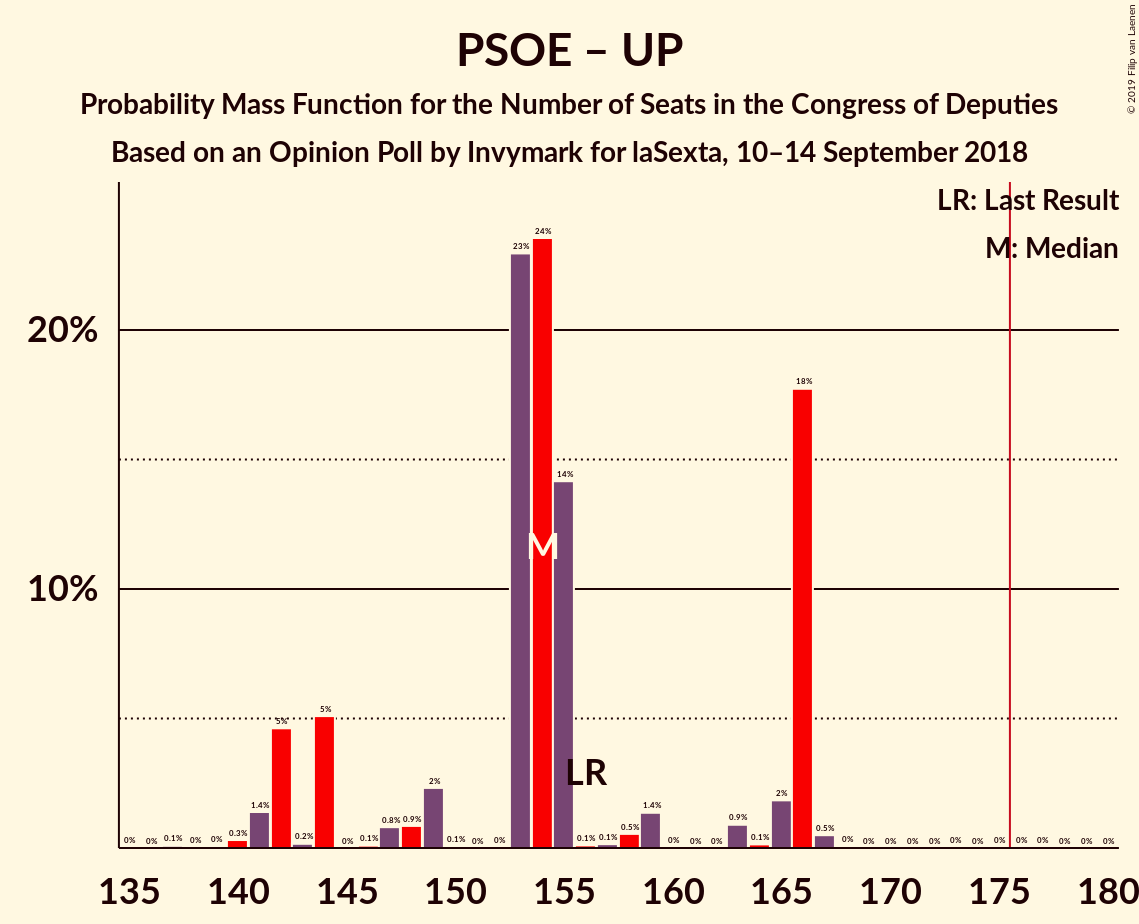 PSOE – UP
Probability Mass Function for the Number of Seats in the Congress of Deputies
Based on an Opinion Poll by Invymark for laSexta, 10–14 September 2018
© 2019 Filip van Laenen
LR: Last Result
M: Median
20%
10%
0% 0% 0.1% 0% 0% 0.3% 1.4% 5% 0.2% 5% 0% 0.1% 0.8% 0.9% 2% 0.1% 0% 0% 23% 24% 14% 0.1% 0.1% 0.5% 1.4% 0% 0% 0% 0.9% 0.1% 2% 18% 0.5% 0% 0% 0% 0% 0% 0% 0% 0% 0% 0% 0% 0% 0%
M
LR
135 140 145 150 155 160 165 170 175 180